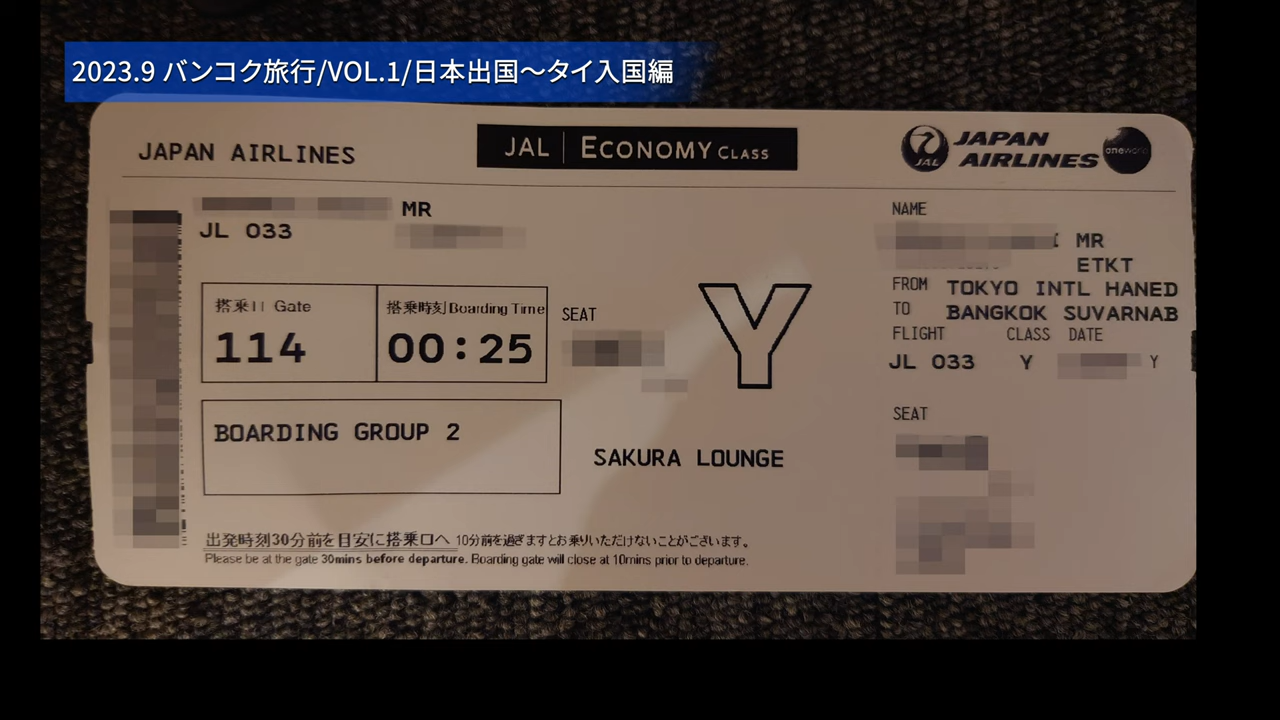 2023.9 バンコク旅行/VOL.1/日本出国～タイ入国編
JAPAN AIRLINES
JAL | ECONOMY CLASS
JAL
JAPAN AIRLINES
oneworld
MR
JL 033
搭乗口 Gate
114
搭乗時刻 Boarding Time
00:25
SEAT
Y
BOARDING GROUP 2
SAKURA LOUNGE
出発時刻30分前を目安に搭乗口へ 10分前を過ぎますとお乗りいただけないことがございます。
Please be at the gate 30mins before departure. Boarding gate will close at 10mins prior to departure.
NAME
MR
ETKT
FROM TOKYO INTL HANED
TO BANGKOK SUVARNAB
FLIGHT CLASS DATE
JL 033 Y Y
SEAT